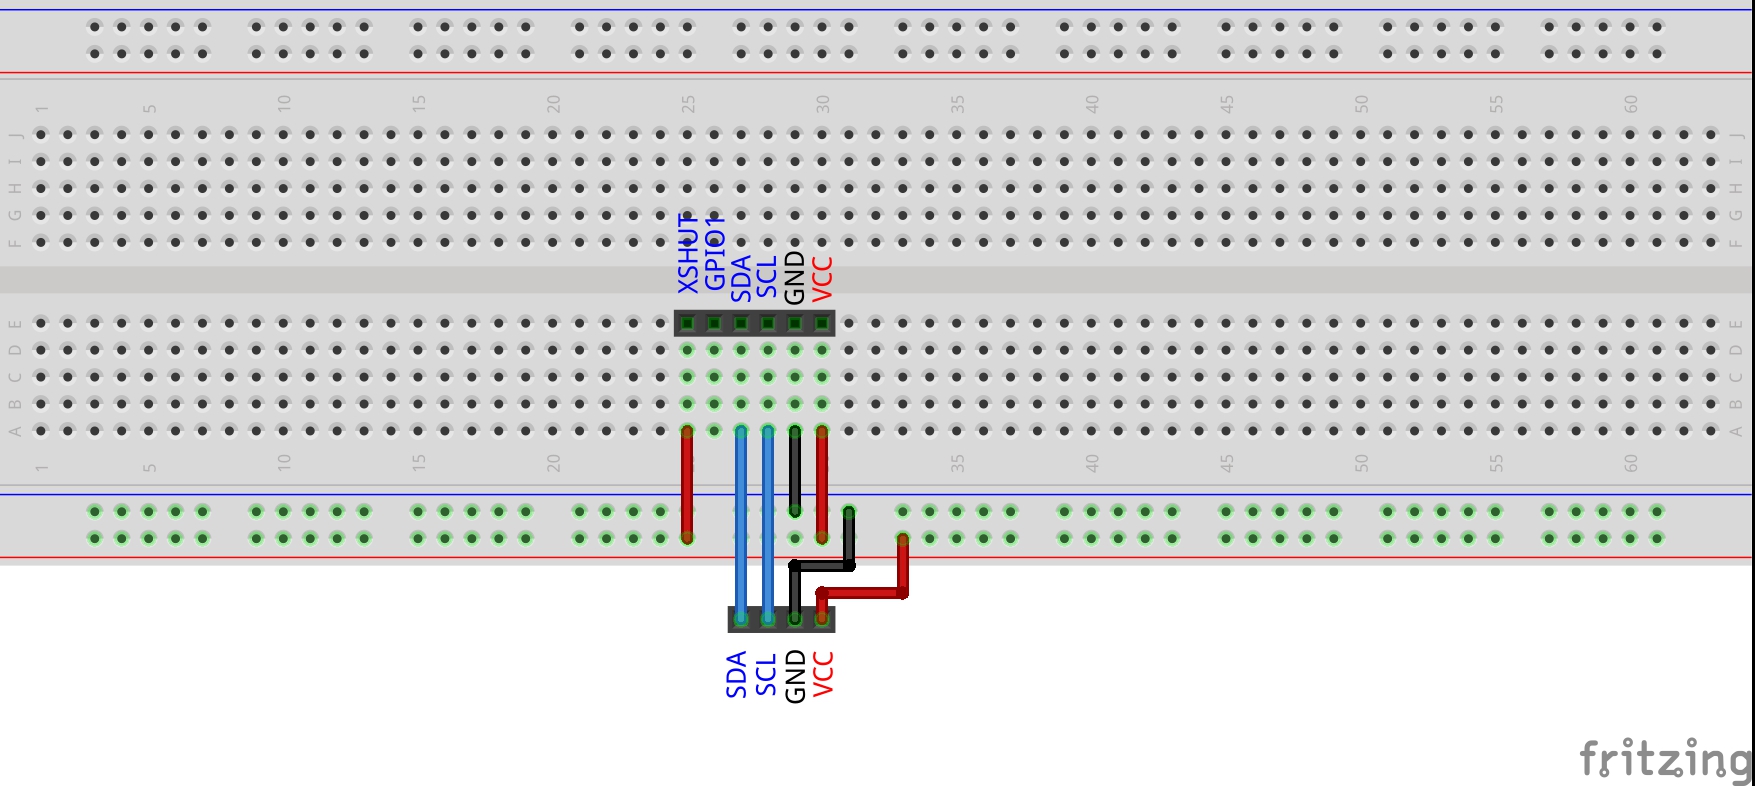 1 5 10 15 20 25 30 35 40 45 50 55 60
J J
I I
H H
G G
F F
XSHUT GPIO1 SDA SCL GND VCC
E E
D D
C C
B B
A A
1 5 10 15 20 35 40 45 50 55 60
SDA SCL GND VCC
fritzing